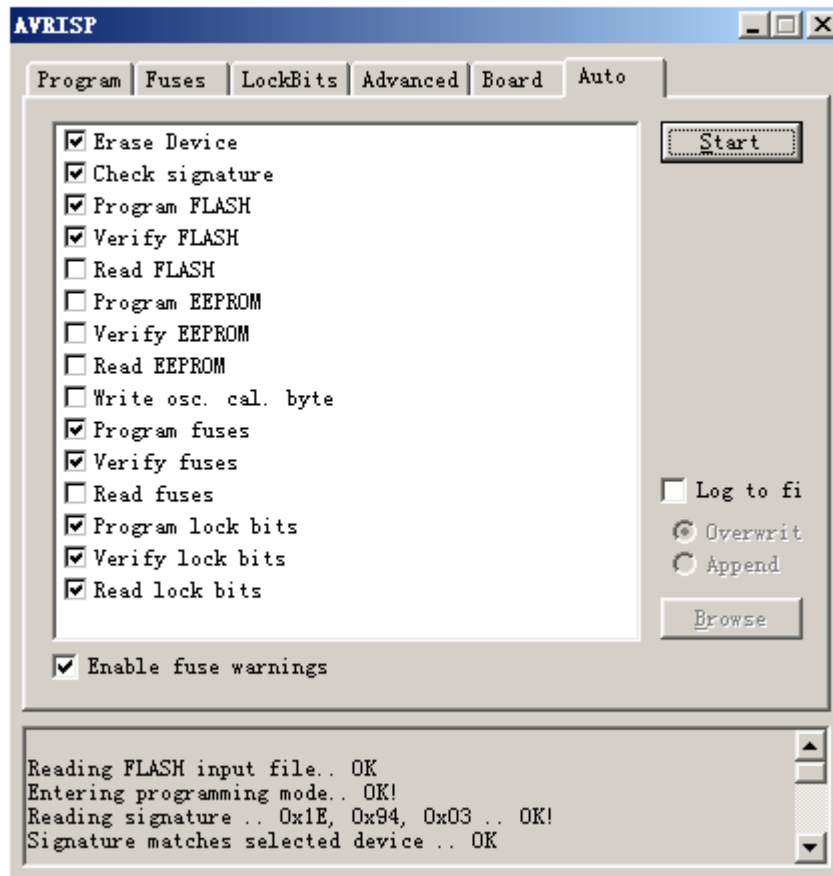 AVRISP
Program Fuses LockBits Advanced Board Auto
Erase Device
Start
Check signature
Program FLASH
Verify FLASH
Read FLASH
Program EEPROM
Verify EEPROM
Read EEPROM
Write osc. cal. byte
Program fuses
Verify fuses
Read fuses
Log to fi
Program lock bits
Overwrit
Verify lock bits
Append
Read lock bits
Browse
Enable fuse warnings
Reading FLASH input file.. OK
Entering programming mode.. OK!
Reading signature .. 0x1E, 0x94, 0x03 .. OK!
Signature matches selected device .. OK